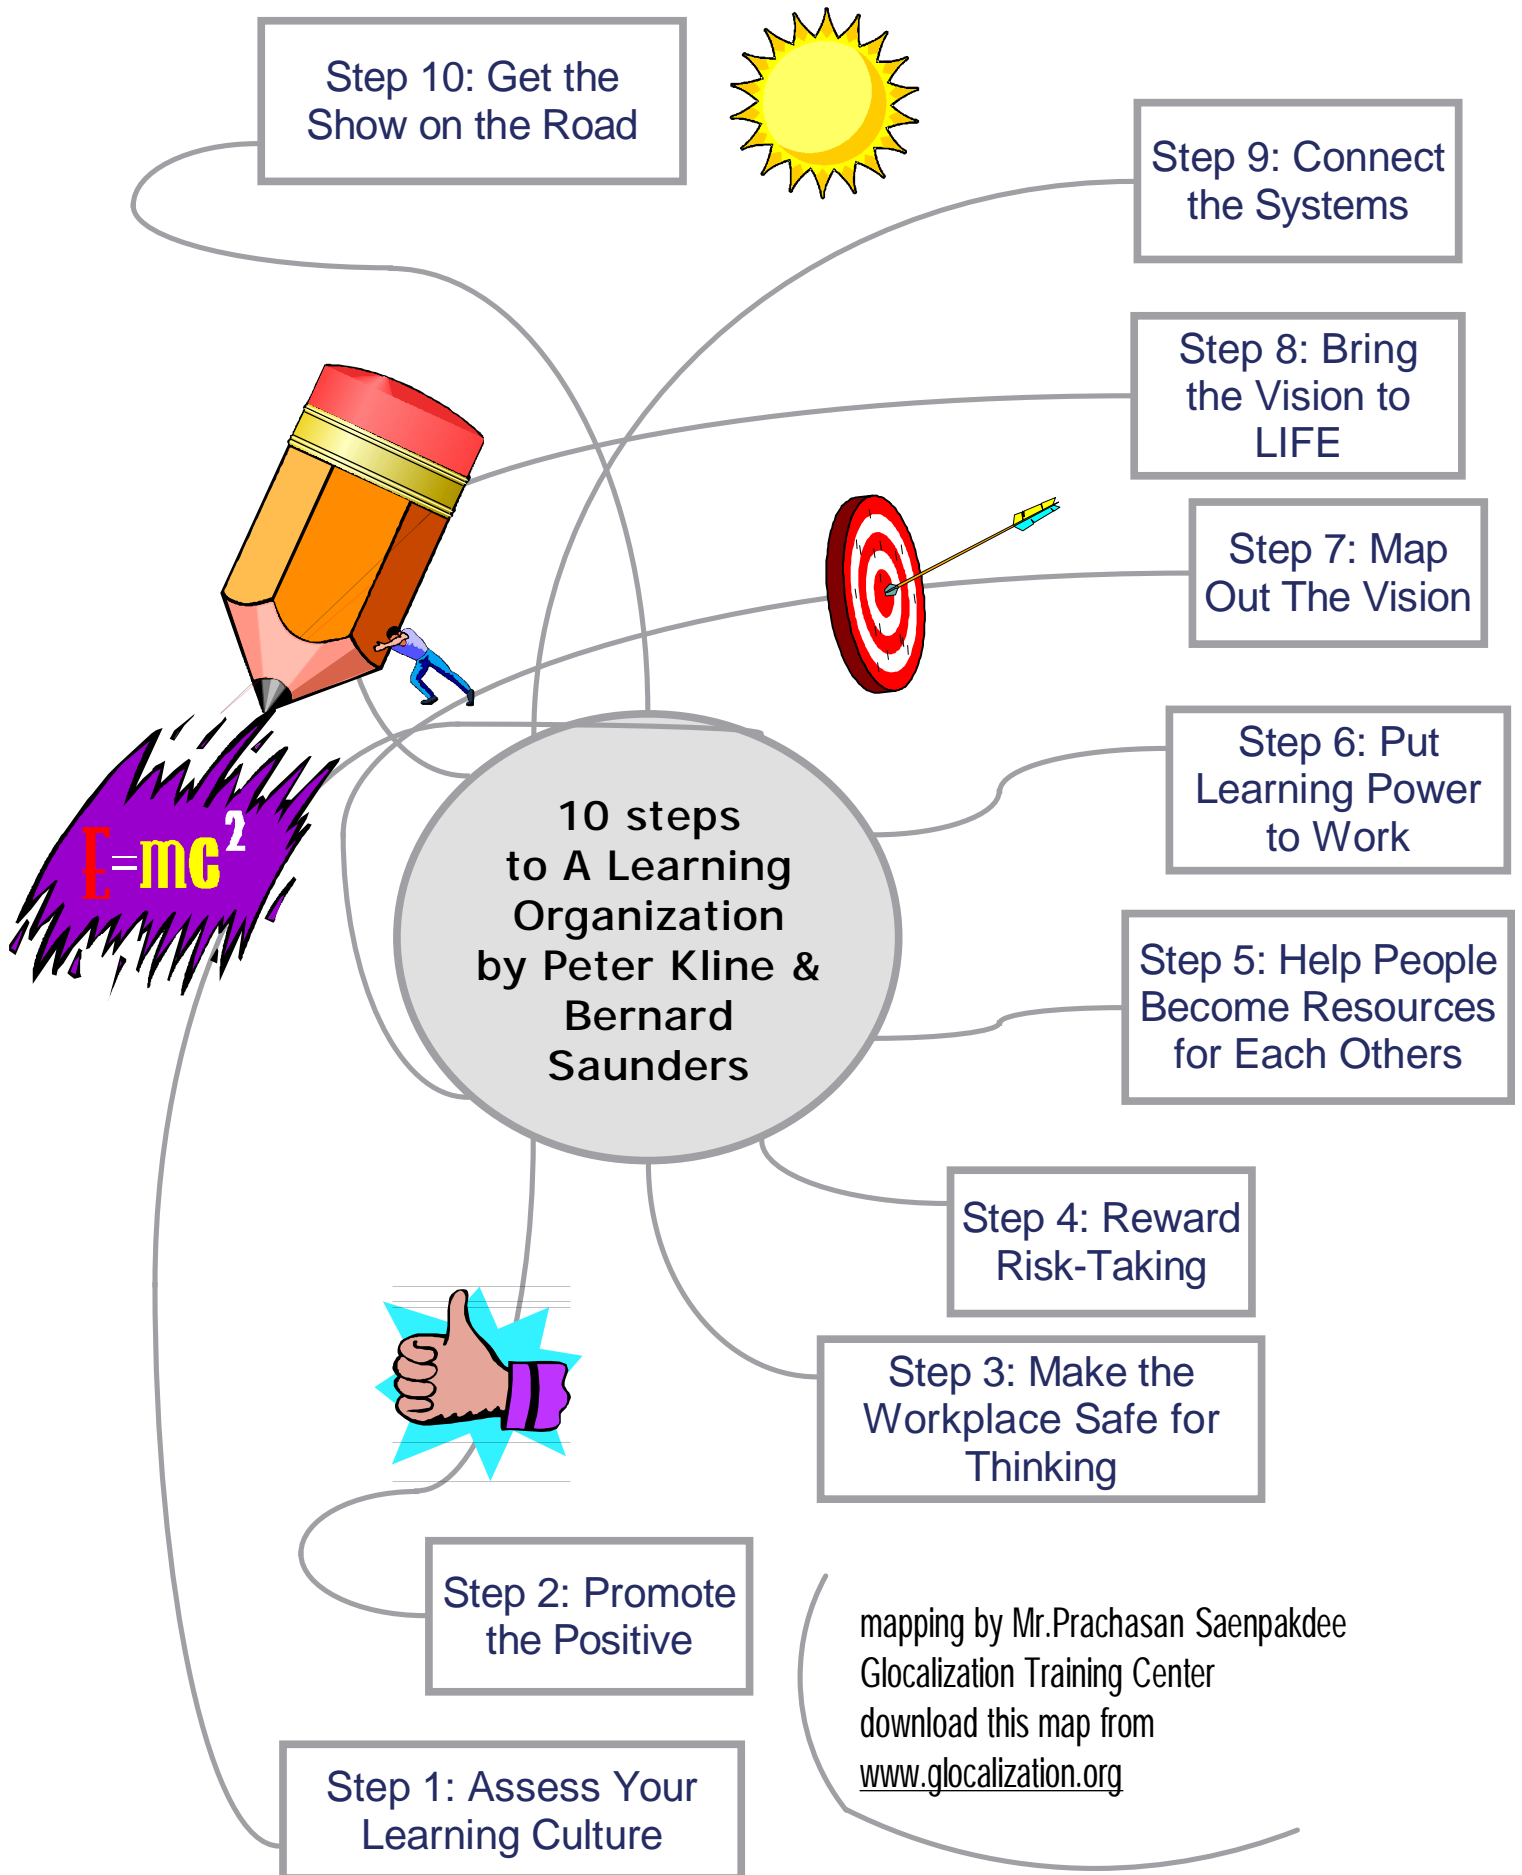 Step 10: Get the
Show on the Road
Step 9: Connect
the Systems
Step 8: Bring
the Vision to
LIFE
Step 7: Map
Out The Vision
Step 6: Put
Learning Power
to Work
E=mc²
10 steps
to A Learning
Organization
by Peter Kline &
Bernard
Saunders
Step 5: Help People
Become Resources
for Each Others
Step 4: Reward
Risk-Taking
Step 3: Make the
Workplace Safe for
Thinking
Step 2: Promote
the Positive
mapping by Mr.Prachasan Saenpakdee
Glocalization Training Center
download this map from
www.glocalization.org
Step 1: Assess Your
Learning Culture